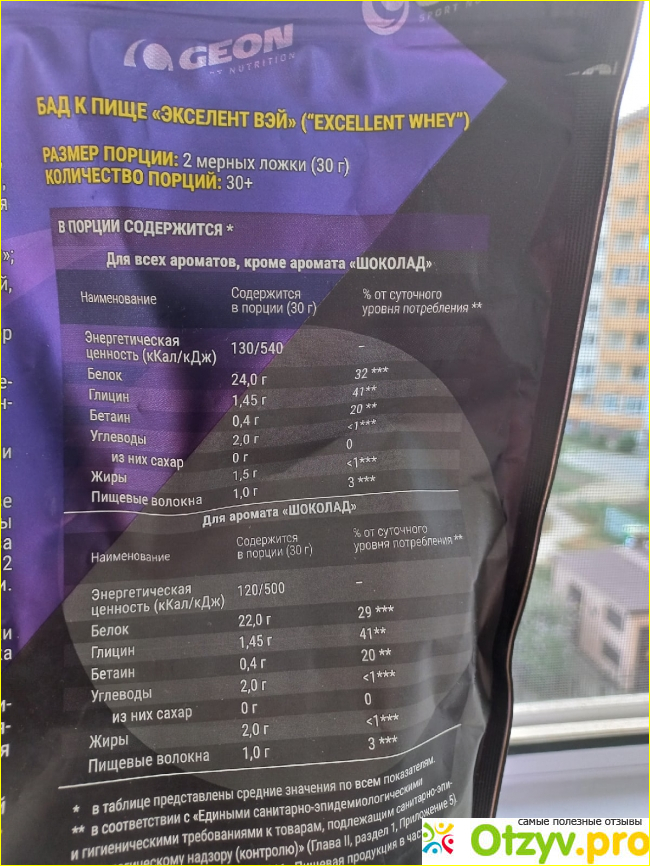 GEON
NUTRITION
SPORT NU
БАД К ПИЩЕ «ЭКСЕЛЕНТ ВЭЙ» ("EXCELLENT WHEY")
РАЗМЕР ПОРЦИИ: 2 мерных ложки (30 г)
КОЛИЧЕСТВО ПОРЦИЙ: 30+
В ПОРЦИИ СОДЕРЖИТСЯ *
Для всех ароматов, кроме аромата «ШОКОЛАД»
Наименование Содержится в порции (30 г) % от суточного уровня потребления **
Энергетическая
ценность (кКал/кДж) 130/540 –
Белок 24,0 г 32 ***
Глицин 1,45 г 41**
Бетаин 0,4 г 20 **
Углеводы 2,0 г <1***
из них сахар 0 г 0
Жиры 1,5 г <1***
Пищевые волокна 1,0 г 3 ***
Для аромата «ШОКОЛАД»
Наименование Содержится в порции (30 г) % от суточного уровня потребления **
Энергетическая
ценность (кКал/кДж) 120/500 –
Белок 22,0 г 29 ***
Глицин 1,45 г 41**
Бетаин 0,4 г 20 **
Углеводы 2,0 г <1***
из них сахар 0 г 0
Жиры 2,0 г <1***
Пищевые волокна 1,0 г 3 ***
* в таблице представлены средние значения по всем показателям.
** в соответствии с «Едиными санитарно-эпидемиологическими
и гигиеническими требованиями к товарам, подлежащим санитарно-эпи-
надзору (контролю)» (Глава II, раздел 1, Приложение 5).
Пищевая продукция в
самые полезные отзывы
Otzyv.pro